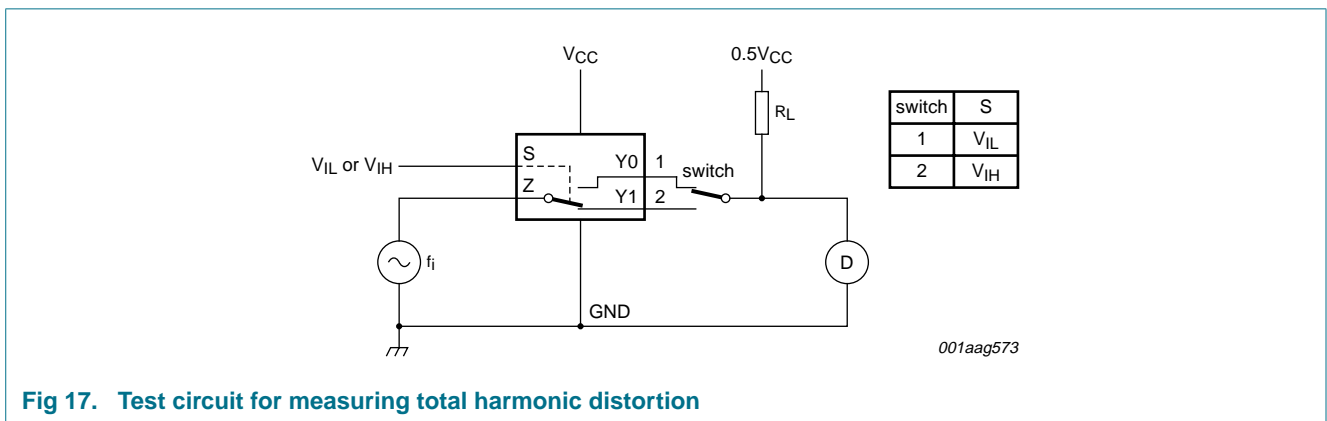 VCC
0.5VCC
RL
switch S
1 VIL
2 VIH
VIL or VIH
S
Z
Y0
1
Y1
2
switch
fi
D
GND
001aag573
Fig 17. Test circuit for measuring total harmonic distortion